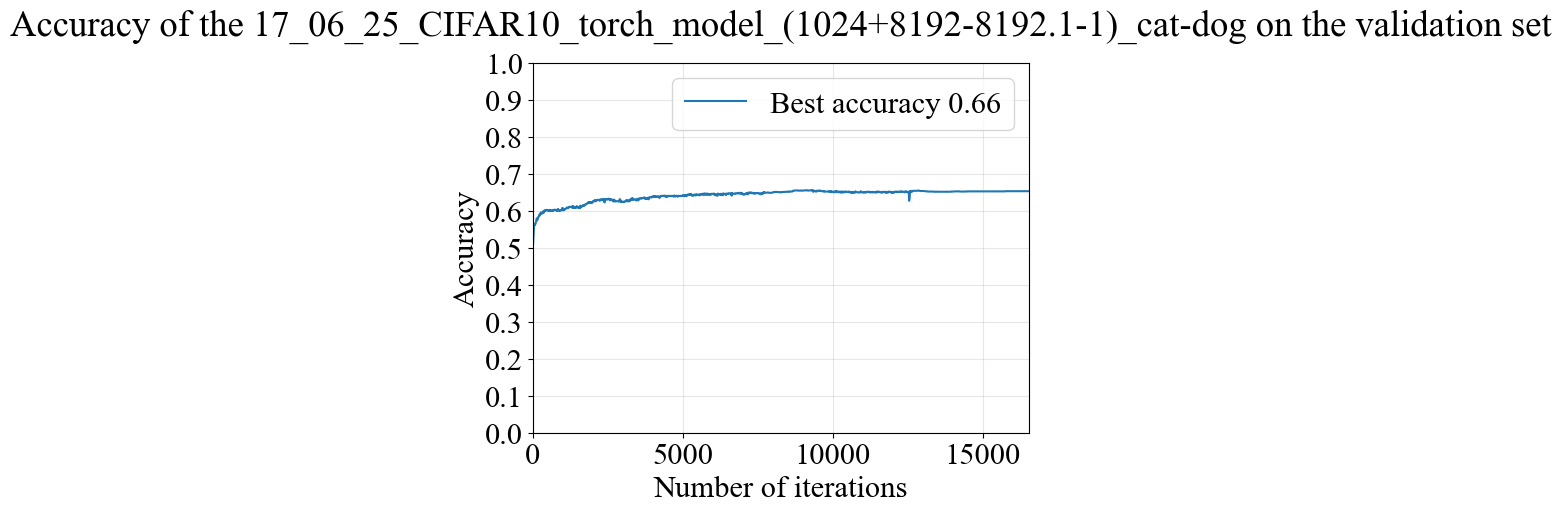 Accuracy of the 17_06_25_CIFAR10_torch_model_(1024+8192-8192.1-1)_cat-dog on the validation set
1.0
0.9
0.8
0.7
0.6
0.5
0.4
0.3
0.2
0.1
0.0
Accuracy
Best accuracy 0.66
0 5000 10000 15000
Number of iterations